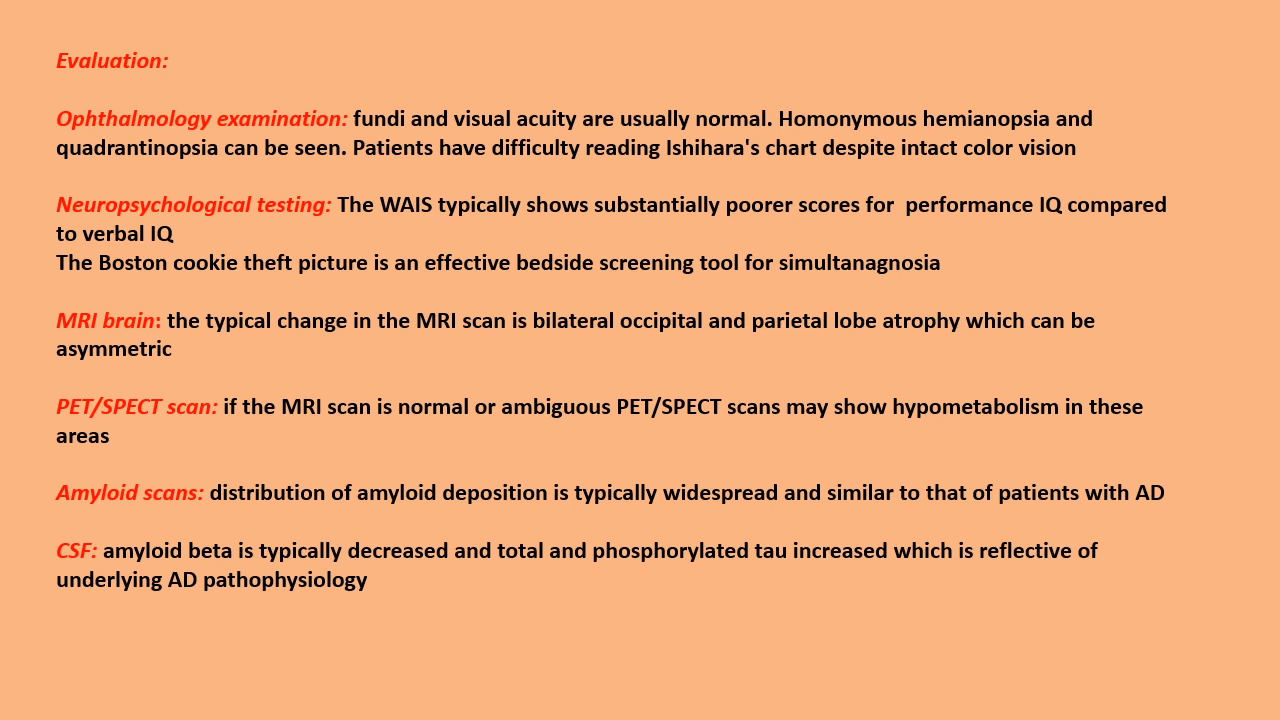 Evaluation:
Ophthalmology examination: fundi and visual acuity are usually normal. Homonymous hemianopsia and
quadrantinopsia can be seen. Patients have difficulty reading Ishihara's chart despite intact color vision
Neuropsychological testing: The WAIS typically shows substantially poorer scores for  performance IQ compared
to verbal IQ
The Boston cookie theft picture is an effective bedside screening tool for simultanagnosia
MRI brain: the typical change in the MRI scan is bilateral occipital and parietal lobe atrophy which can be
asymmetric
PET/SPECT scan: if the MRI scan is normal or ambiguous PET/SPECT scans may show hypometabolism in these
areas
Amyloid scans: distribution of amyloid deposition is typically widespread and similar to that of patients with AD
CSF: amyloid beta is typically decreased and total and phosphorylated tau increased which is reflective of
underlying AD pathophysiology